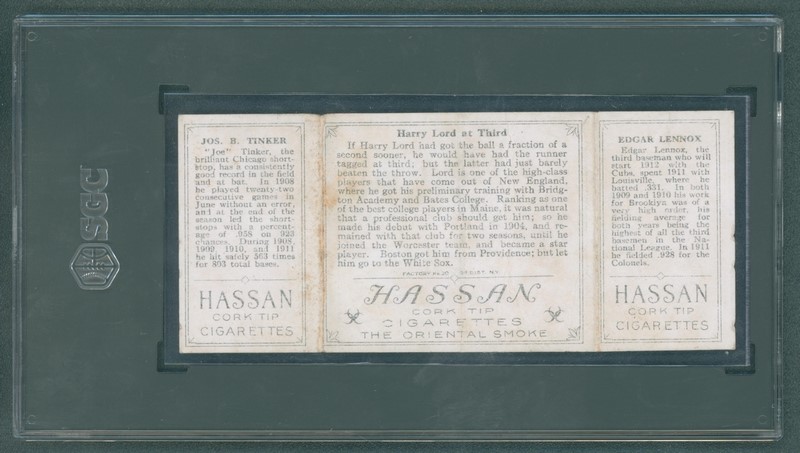 SGC
JOS. B. TINKER
"Joe" Tinker, the
brilliant Chicago short-
stop, has a consistently
good record in the field
and at bat. In 1908
he played twenty-two
consecutive games in
June without an error,
and at the end of the
season led the short-
stops with a percent-
age of .958 on 923
chances. During 1908,
1909, 1910, and 1911
he hit safely 563 times
for 803 total bases.
HASSAN
CORK TIP
CIGARETTES
Harry Lord at Third
If Harry Lord had got the ball a fraction of a
second sooner, he would have had the runner
tagged at third; but the latter had just barely
beaten the throw. Lord is one of the high-class
players that have come out of New England,
where he got his preliminary training with Bridg-
ton Academy and Bates College. Ranking as one
of the best college players in Maine, it was natural
that a professional club should get him; so he
made his debut with Portland in 1904, and re-
mained with that club for two seasons, until he
joined the Worcester team, and became a star
player. Boston got him from Providence; but let
him go to the White Sox.
FACTORY No 30 DIST. N.Y.
HASSAN
CORK TIP
CIGARETTES
THE ORIENTAL SMOKE
EDGAR LENNOX
Edgar Lennox, the
third baseman who will
start 1912 with the
Cubs, spent 1911 with
Louisville, where he
batted .331. In both
1909 and 1910 his work
for Brooklyn was of a
very high order, his
fielding average for
both years being the
highest of all the third
basemen in the Na-
tional League. In 1911
he fielded .928 for the
Colonels.
HASSAN
CORK TIP
CIGARETTES